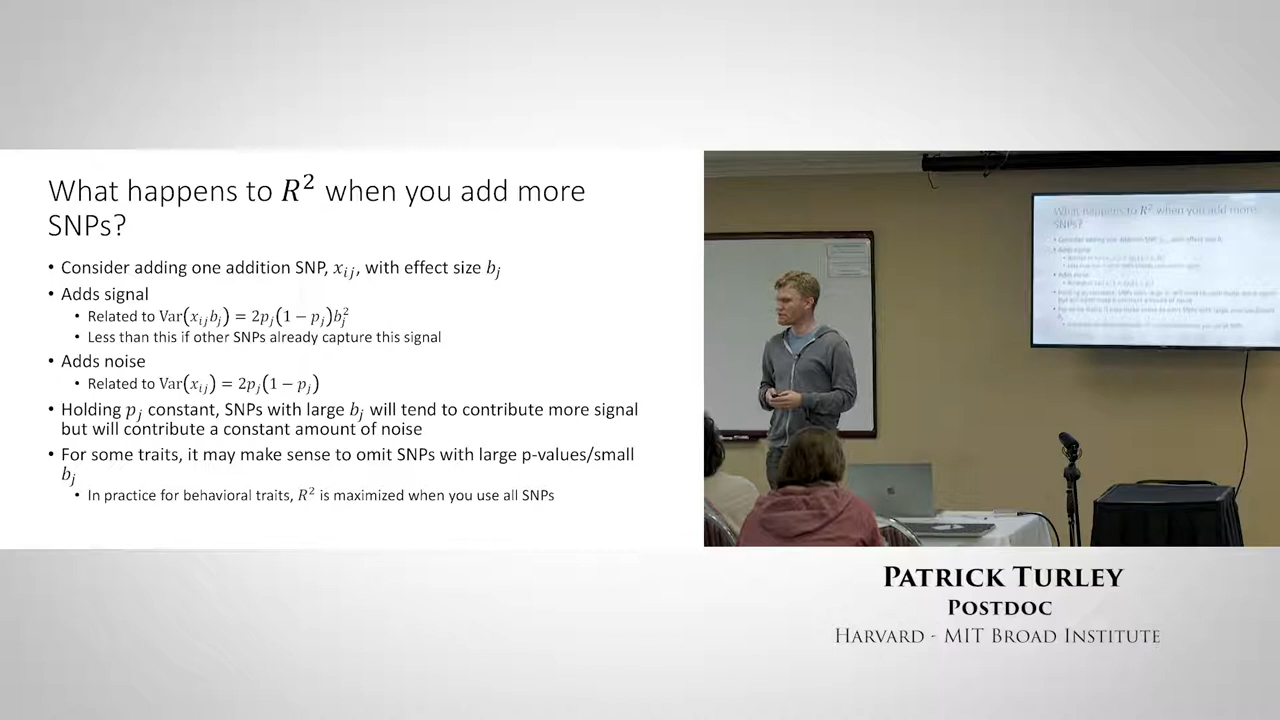 What happens to R² when you add more
SNPs?
• Consider adding one addition SNP, xᵢⱼ, with effect size bⱼ
• Adds signal
• Related to Var(xᵢⱼbⱼ) = 2pⱼ(1 − pⱼ)bⱼ²
• Less than this if other SNPs already capture this signal
• Adds noise
• Related to Var(xᵢⱼ) = 2pⱼ(1 − pⱼ)
• Holding pⱼ constant, SNPs with large bⱼ will tend to contribute more signal
but will contribute a constant amount of noise
• For some traits, it may make sense to omit SNPs with large p-values/small
bⱼ
• In practice for behavioral traits, R² is maximized when you use all SNPs
What happens to R² when you add more
SNPs?
PATRICK TURLEY
POSTDOC
HARVARD - MIT BROAD INSTITUTE